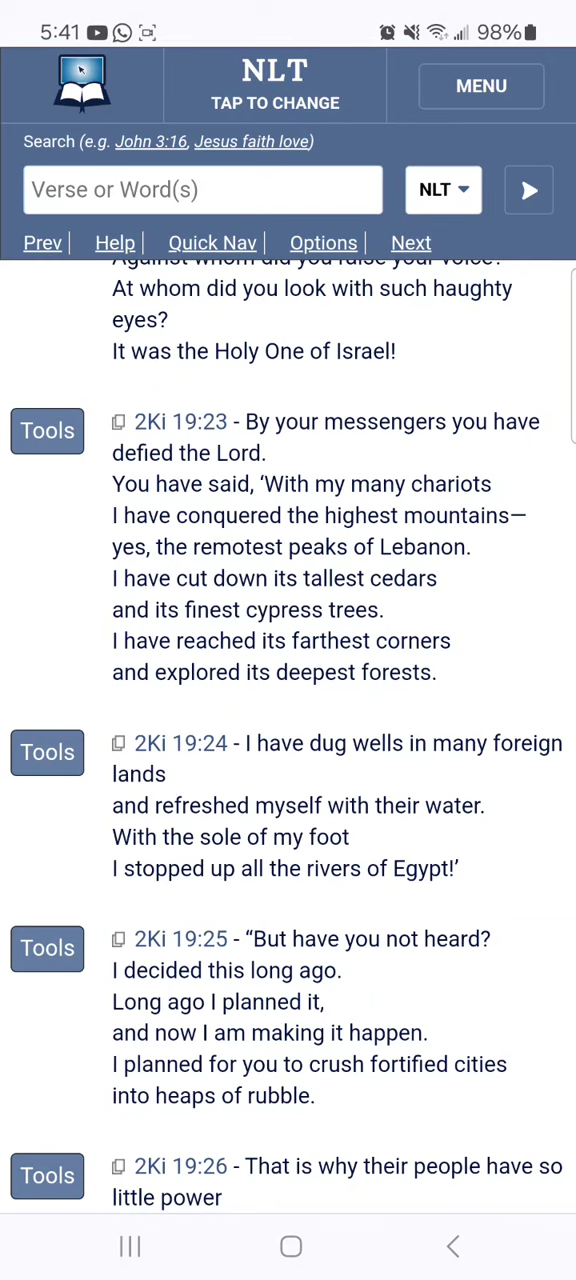 5:41 98%
NLT
TAP TO CHANGE
MENU
Search (e.g. John 3:16, Jesus faith love)
Verse or Word(s)
NLT
Prev | Help | Quick Nav | Options | Next
Against whom did you raise your voice?
At whom did you look with such haughty
eyes?
It was the Holy One of Israel!
Tools
2Ki 19:23 - By your messengers you have
defied the Lord.
You have said, ‘With my many chariots
I have conquered the highest mountains—
yes, the remotest peaks of Lebanon.
I have cut down its tallest cedars
and its finest cypress trees.
I have reached its farthest corners
and explored its deepest forests.
Tools
2Ki 19:24 - I have dug wells in many foreign
lands
and refreshed myself with their water.
With the sole of my foot
I stopped up all the rivers of Egypt!’
Tools
2Ki 19:25 - “But have you not heard?
I decided this long ago.
Long ago I planned it,
and now I am making it happen.
I planned for you to crush fortified cities
into heaps of rubble.
Tools
2Ki 19:26 - That is why their people have so
little power